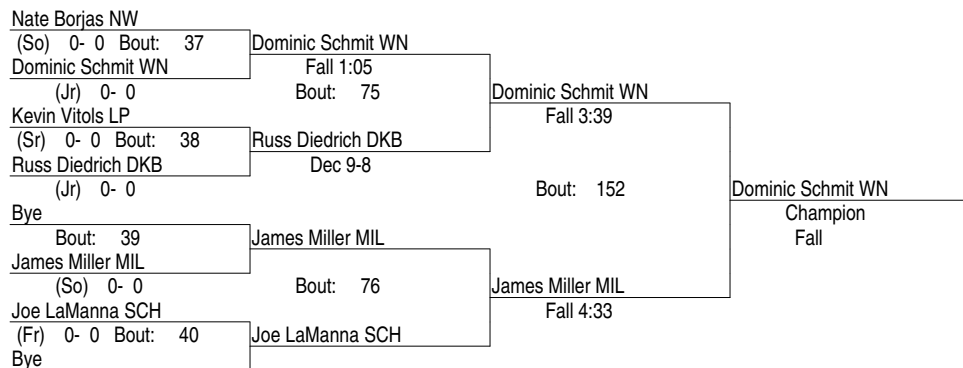 Nate Borjas NW
(So) 0- 0 Bout: 37
Dominic Schmit WN
Dominic Schmit WN
Fall 1:05
(Jr) 0- 0
Bout: 75
Dominic Schmit WN
Kevin Vitols LP
Fall 3:39
(Sr) 0- 0 Bout: 38
Russ Diedrich DKB
Russ Diedrich DKB
Dec 9-8
(Jr) 0- 0
Bout: 152
Dominic Schmit WN
Bye
Champion
Bout: 39
James Miller MIL
Fall
James Miller MIL
(So) 0- 0
Bout: 76
James Miller MIL
Joe LaManna SCH
Fall 4:33
(Fr) 0- 0 Bout: 40
Joe LaManna SCH
Bye